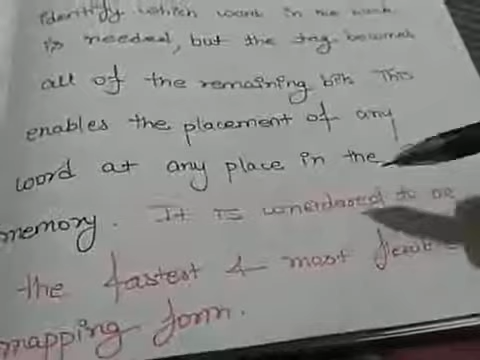 identify which word in the
is needed, but the tag becomes
all of the remaining bits. This
enables the placement of any
word at any place in the
memory. It is considered to be
the fastest & most flexible
mapping form.